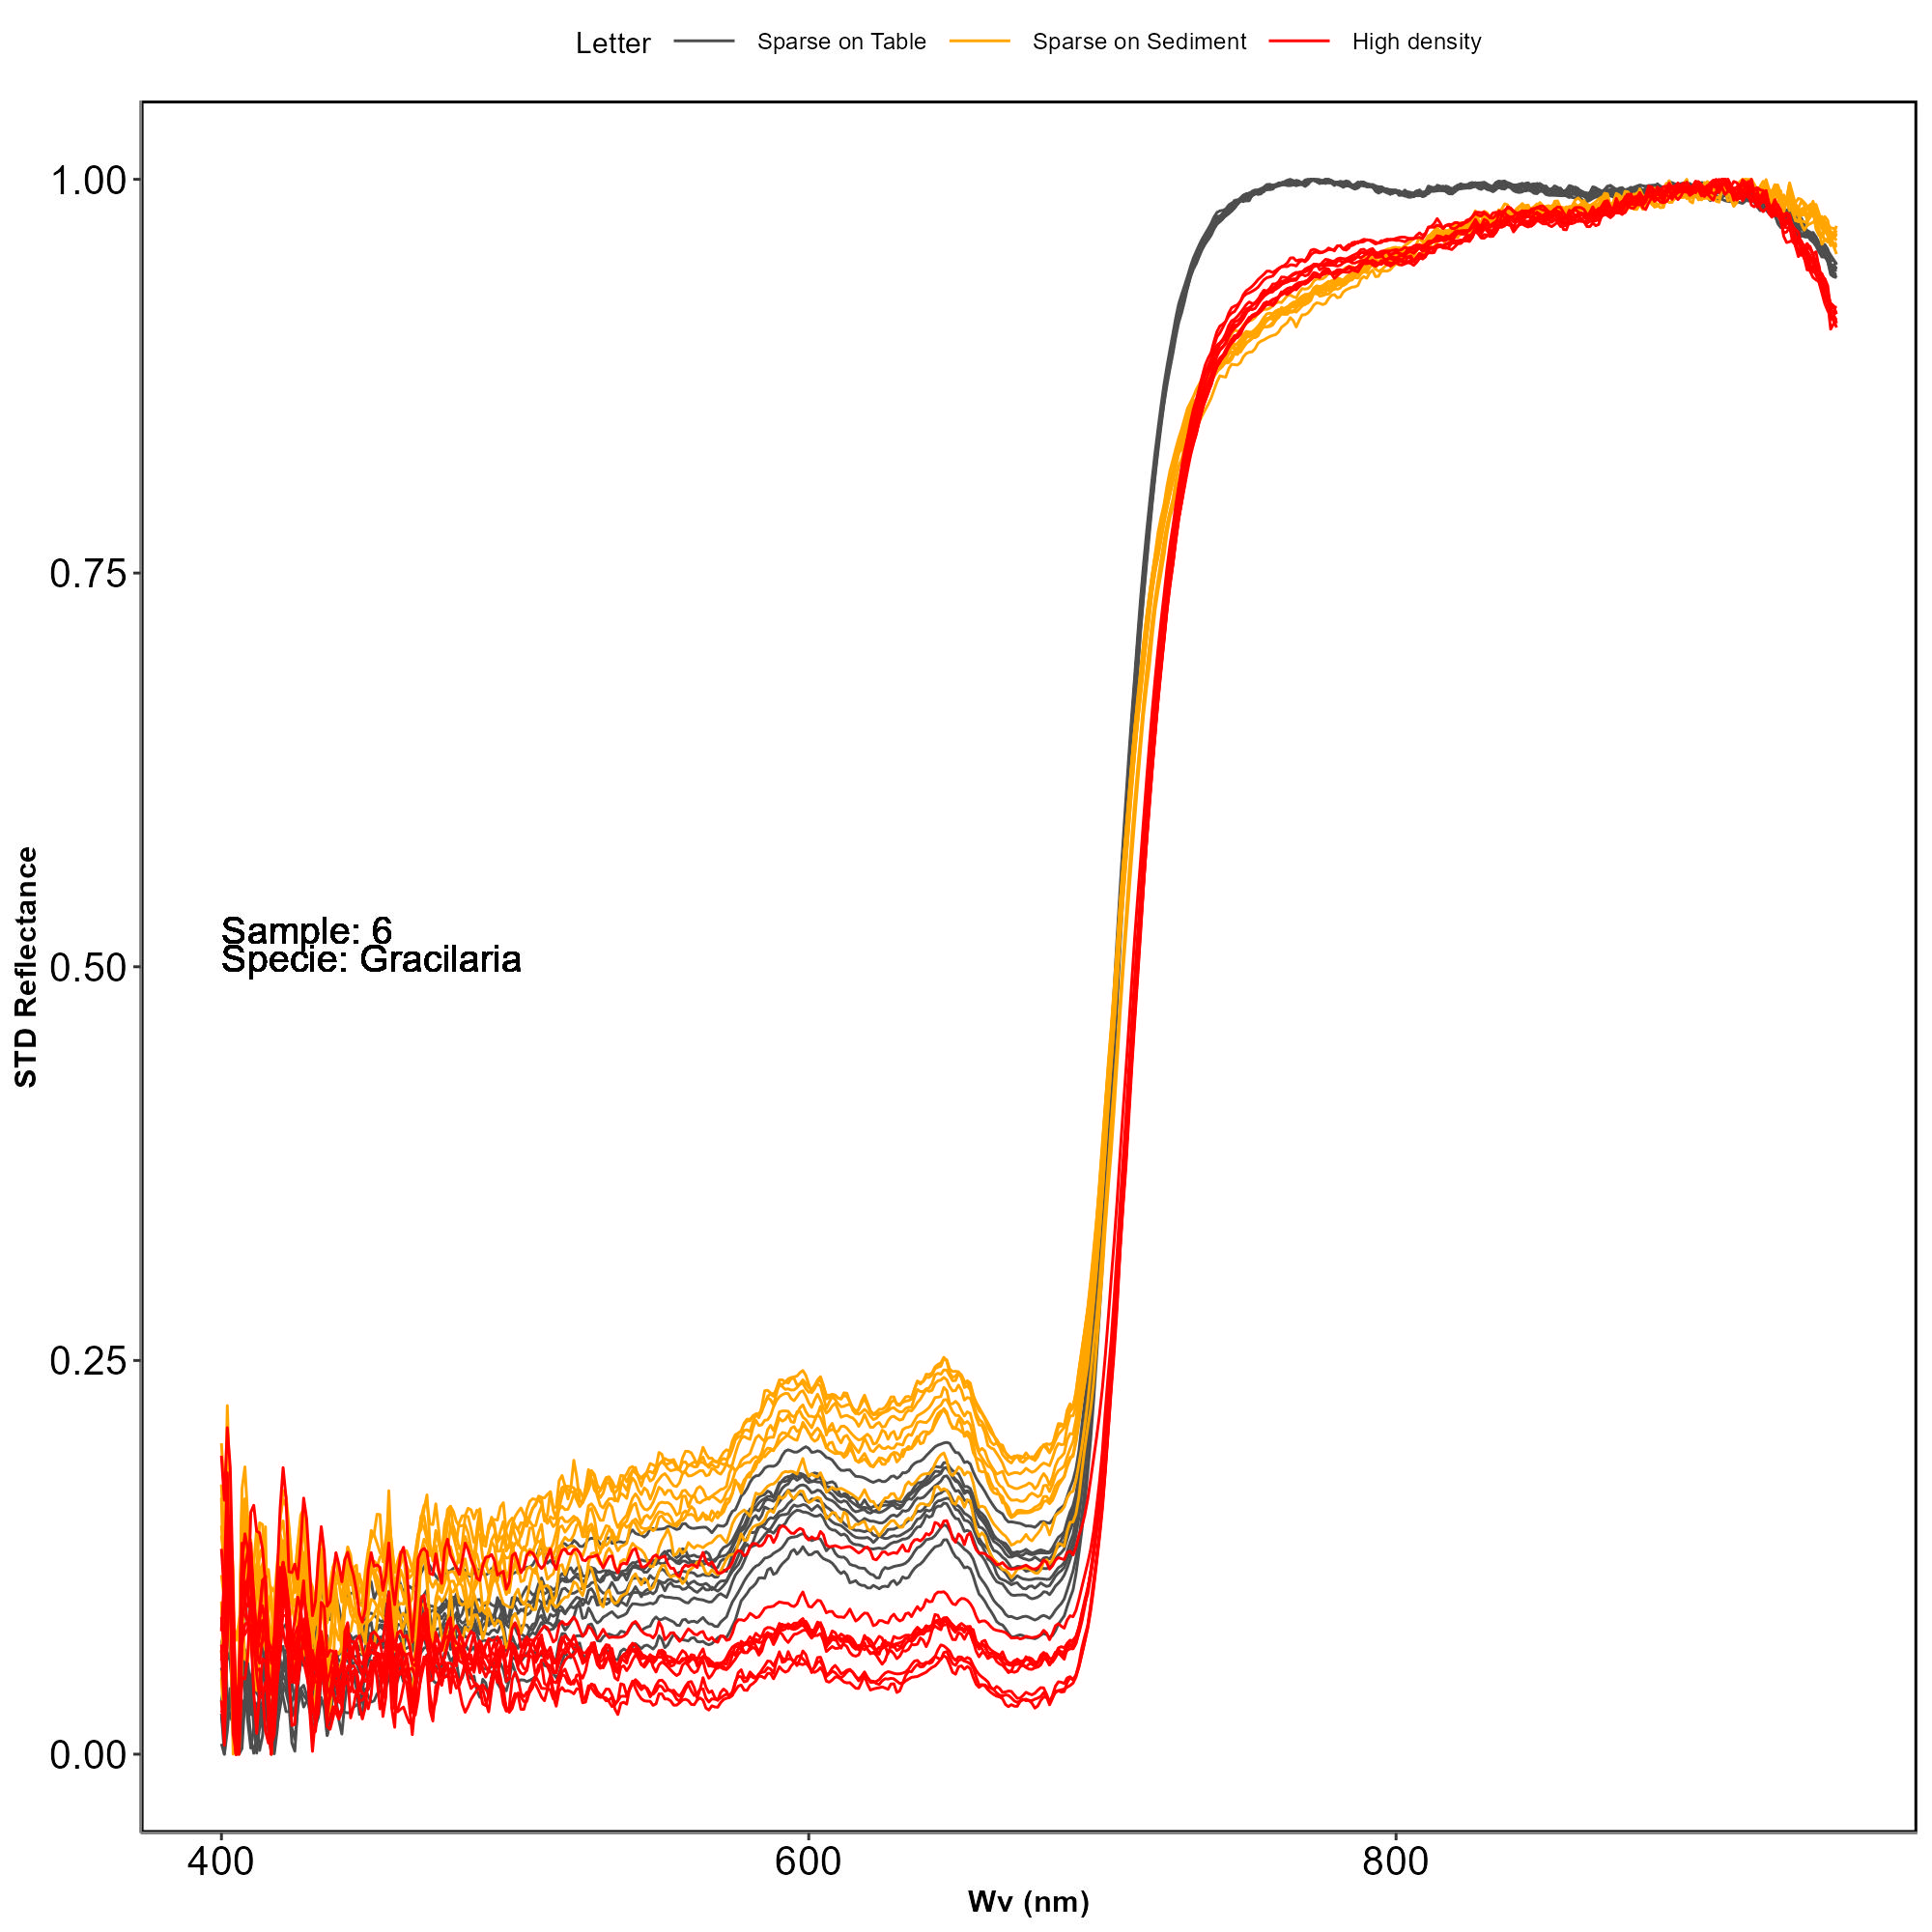 Letter Sparse on Table Sparse on Sediment High density
1.00
0.75
0.50
0.25
0.00
STD Reflectance
Sample: 6
Specie: Gracilaria
400 600 800
Wv (nm)